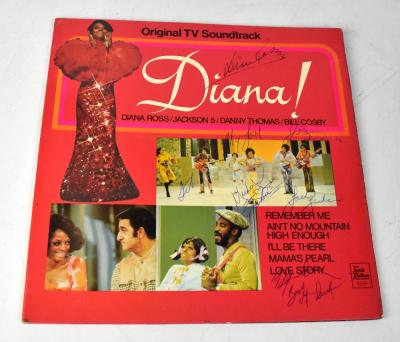 Original TV Soundtrack
Diana!
DIANA ROSS/JACKSON 5/DANNY THOMAS/BILL COSBY
REMEMBER ME
AIN'T NO MOUNTAIN
HIGH ENOUGH
I'LL BE THERE
MAMA'S PEARL
LOVE STORY